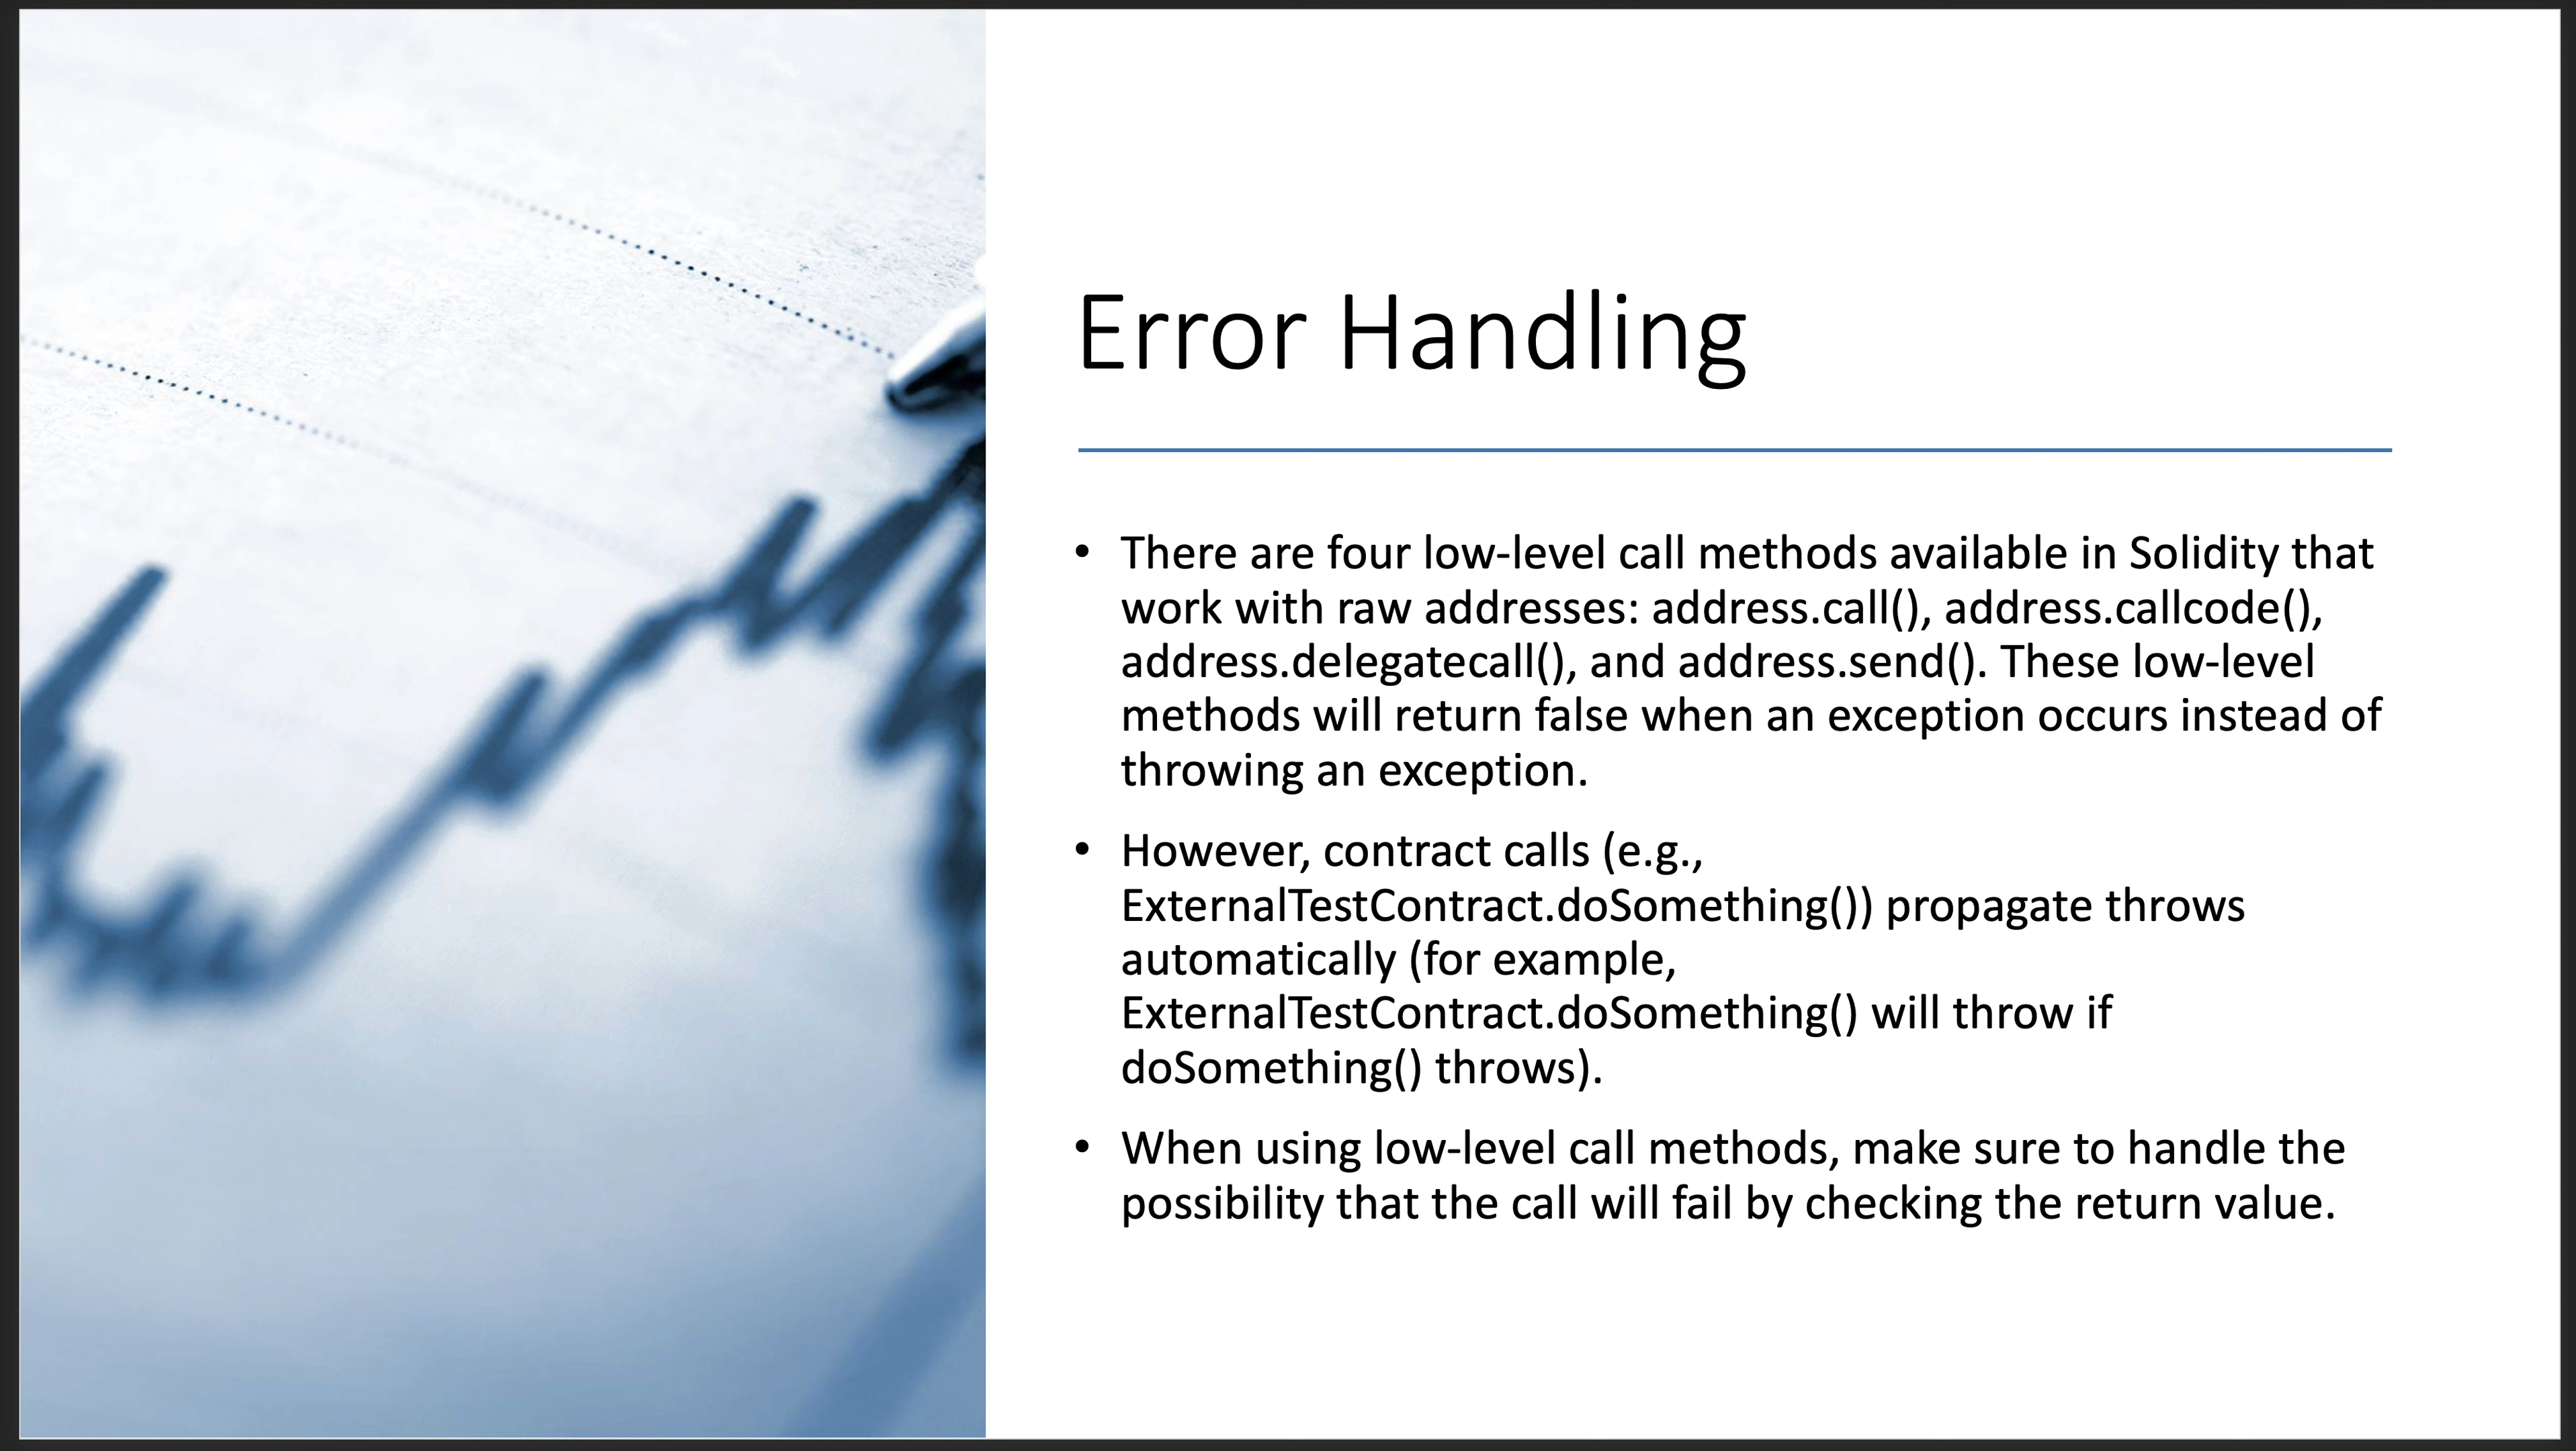 Error Handling
• There are four low-level call methods available in Solidity that
work with raw addresses: address.call(), address.callcode(),
address.delegatecall(), and address.send(). These low-level
methods will return false when an exception occurs instead of
throwing an exception.
• However, contract calls (e.g.,
ExternalTestContract.doSomething()) propagate throws
automatically (for example,
ExternalTestContract.doSomething() will throw if
doSomething() throws).
• When using low-level call methods, make sure to handle the
possibility that the call will fail by checking the return value.